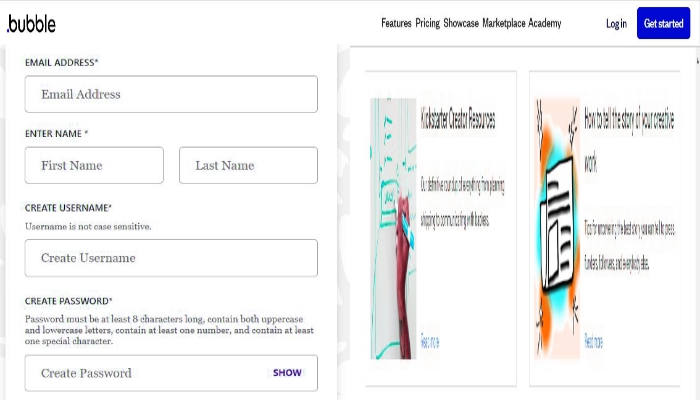 .bubble
Features Pricing Showcase Marketplace Academy
Log in
Get started
EMAIL ADDRESS*
Email Address
ENTER NAME *
First Name
Last Name
CREATE USERNAME*
Username is not case sensitive.
Create Username
CREATE PASSWORD*
Password must be at least 8 characters long, contain both uppercase
and lowercase letters, contain at least one number, and contain at least
one special character.
Create Password
SHOW
Kickstarter Creator Resources
Our definitive roundup of everything from planning
shipping to communicating with backers.
Read more
How to tell the story of your creative
work
Tips for uncovering the best story you can tell to press,
funders, followers, and everybody else.
Read more